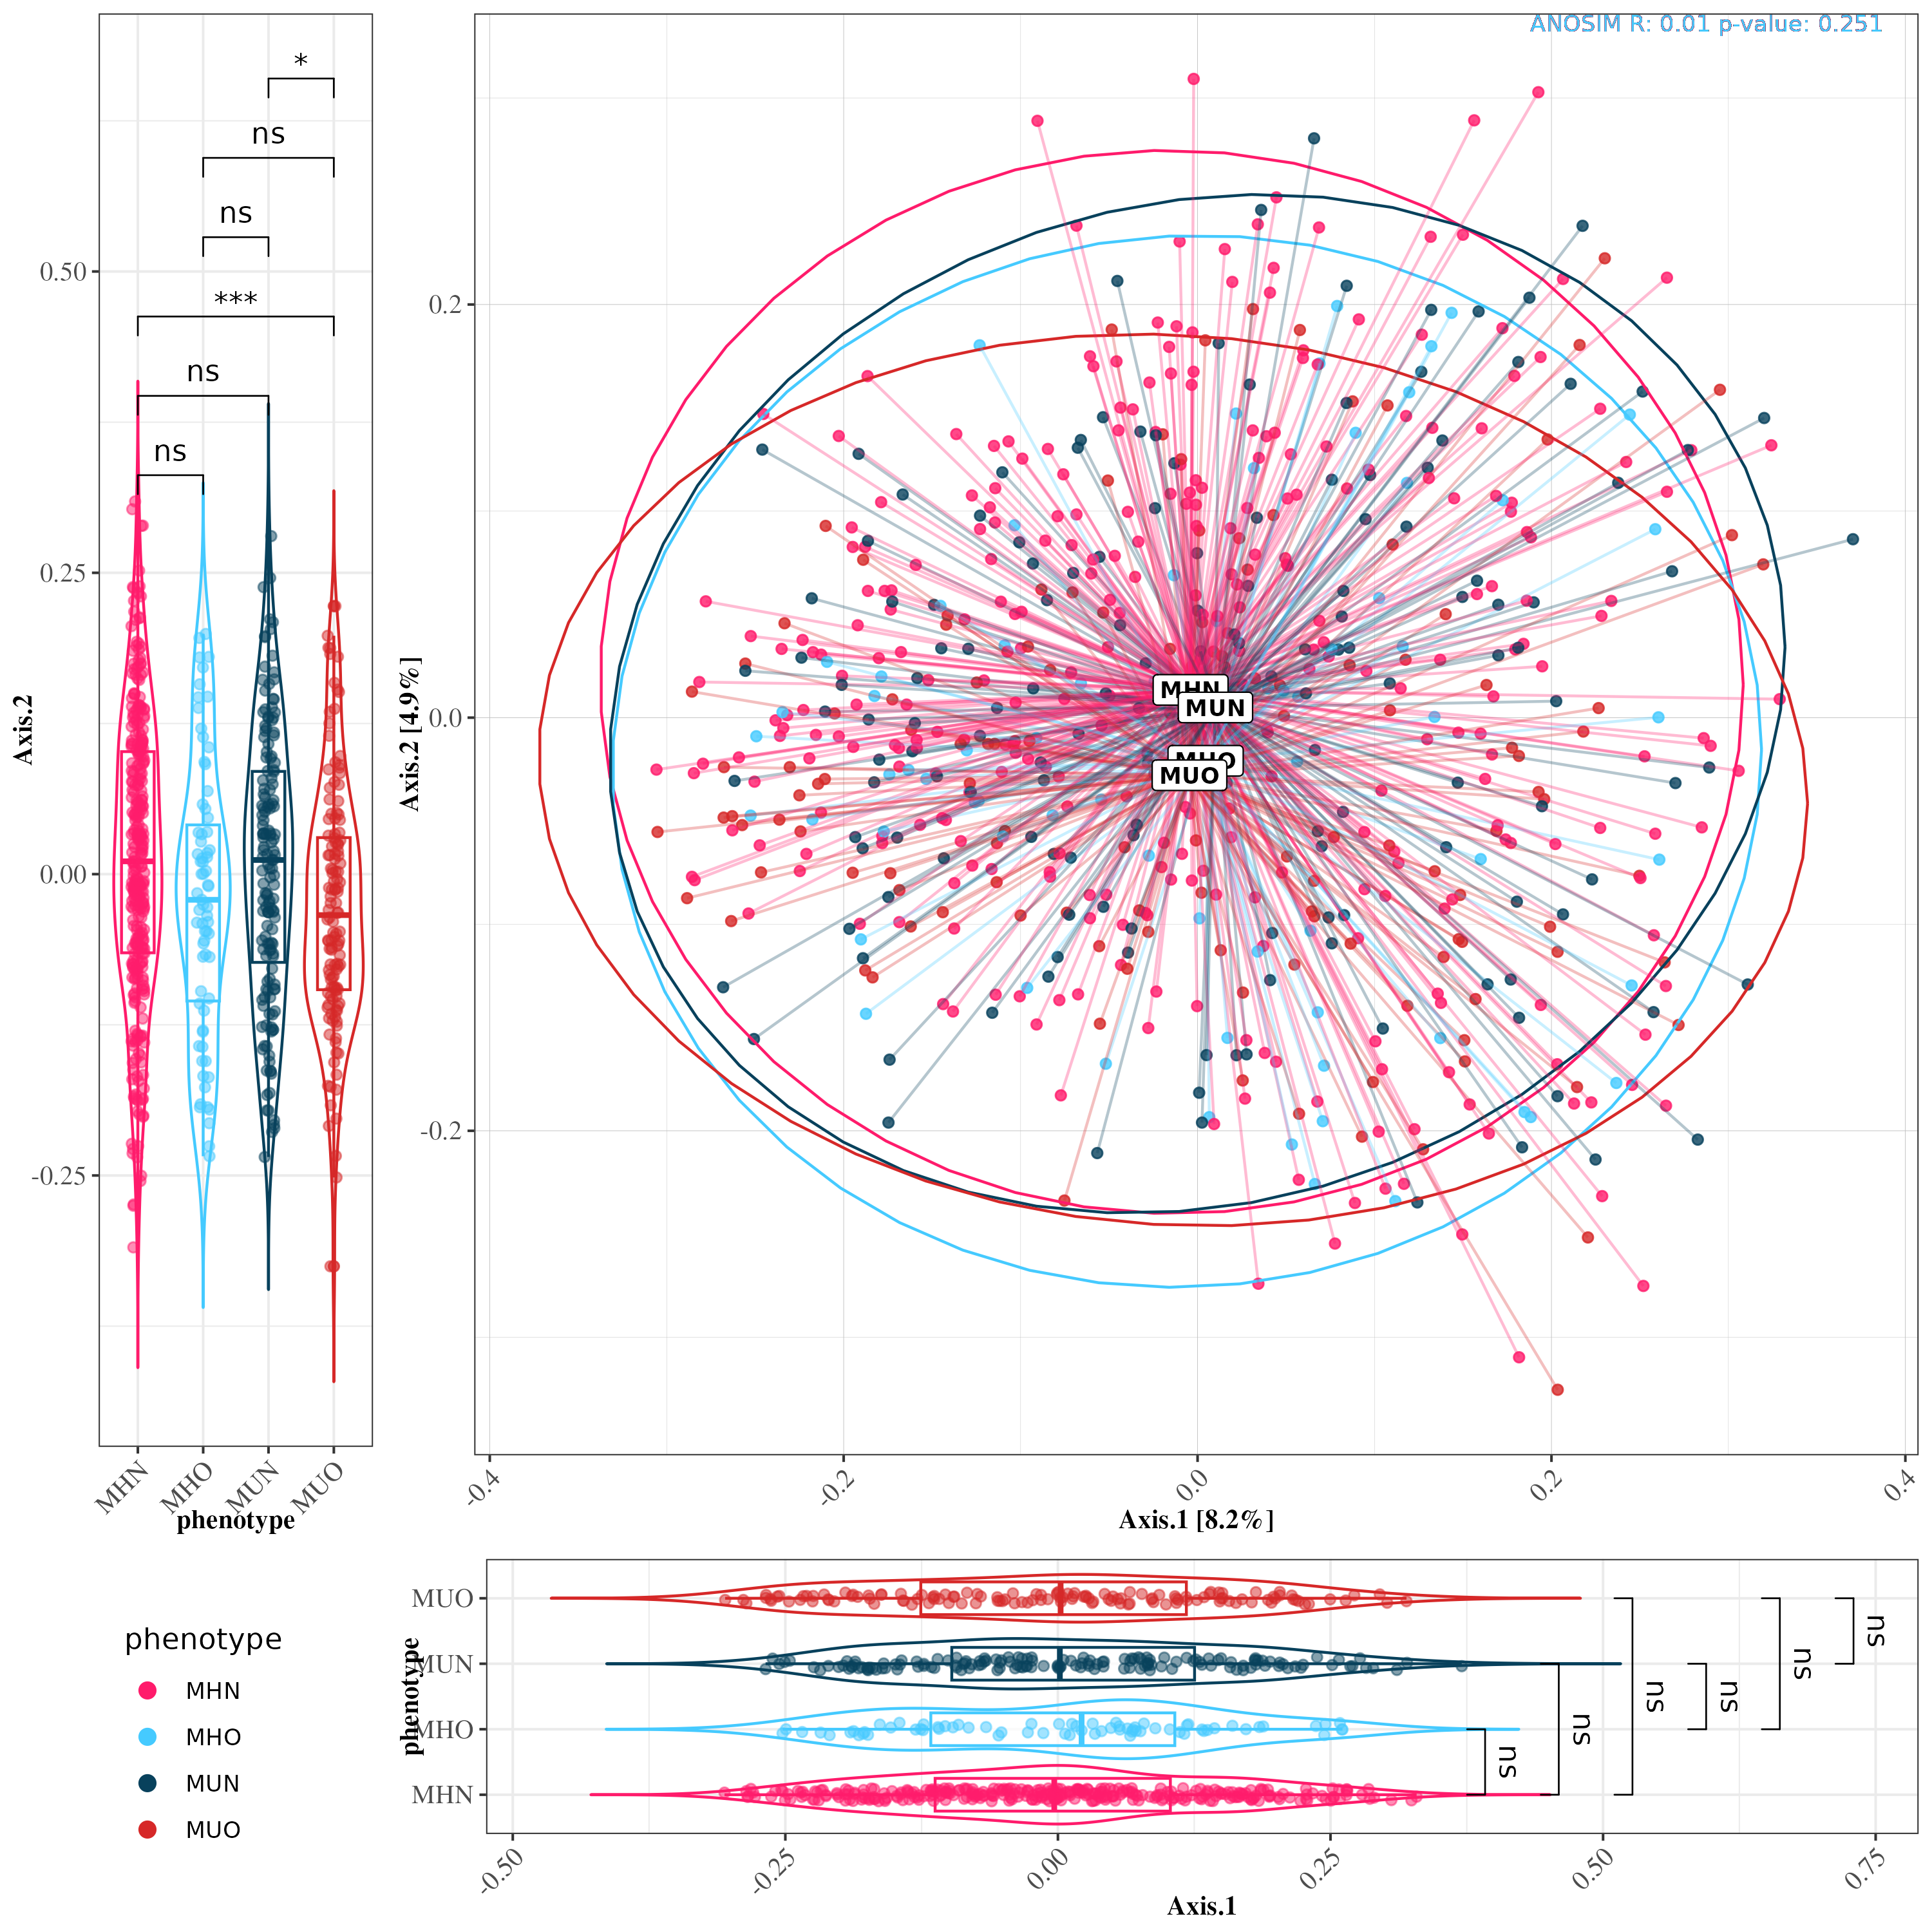 ANOSIM R: 0.01 p-value: 0.251
*
ns
ns
***
ns
ns
0.50
0.25
0.00
-0.25
Axis.2
MHN
MHO
MUN
MUO
phenotype
Axis.2 [4.9%]
0.2
0.0
-0.2
MHN
MUN
MHO
MUO
-0.4
-0.2
0.0
0.2
0.4
Axis.1 [8.2%]
phenotype
MHN
MHO
MUN
MUO
phenotype
MUO
MUN
MHO
MHN
ns
ns
ns
ns
ns
ns
-0.50
-0.25
0.00
0.25
0.50
0.75
Axis.1